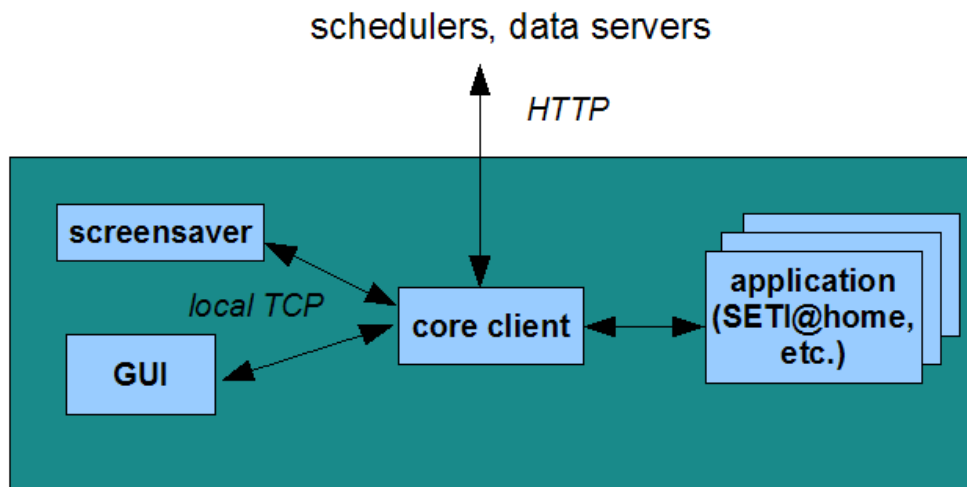 schedulers, data servers
HTTP
screensaver
local TCP
core client
GUI
application
(SETI@home,
etc.)